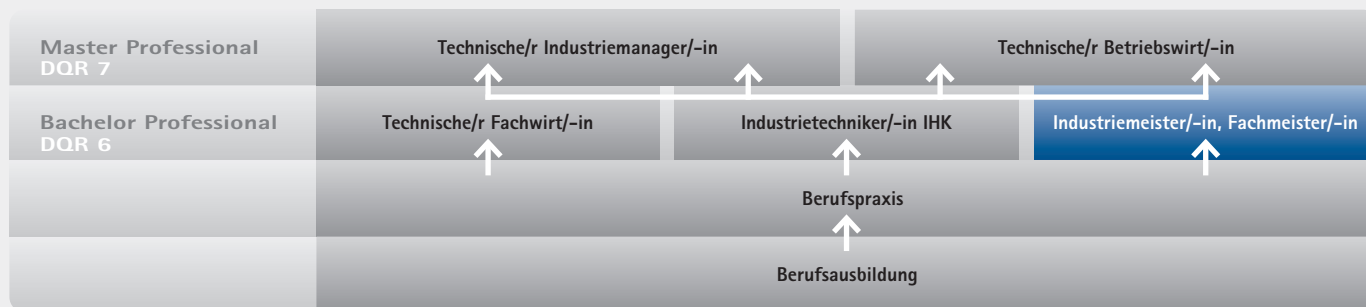 Master Professional
DQR 7
Technische/r Industriemanager/-in
Technische/r Betriebswirt/-in
Bachelor Professional
DQR 6
Technische/r Fachwirt/-in
Industrietechniker/-in IHK
Industriemeister/-in, Fachmeister/-in
Berufspraxis
Berufsausbildung